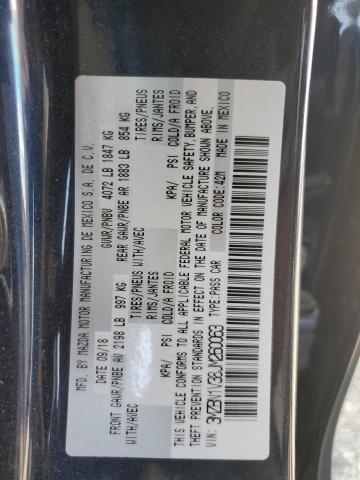 MFD. BY MAZDA MOTOR MANUFACTURING DE MEXICO S.A. DE C.V.
DATE: 09/18 GVWR/PNBV 4072 LB 1847 KG
FRONT GAWR/PNBE AV 2198 LB 997 KG REAR GAWR/PNBE AR 1883 LB 854 KG
WITH/AVEC TIRES/PNEUS WITH/AVEC TIRES/PNEUS
RIMS/JANTES RIMS/JANTES
KPA/ PSI COLD/A FROID KPA/ PSI COLD/A FROID
THIS VEHICLE CONFORMS TO ALL APPLICABLE FEDERAL MOTOR VEHICLE SAFETY, BUMPER, AND
THEFT PREVENTION STANDARDS IN EFFECT ON THE DATE OF MANUFACTURE SHOWN ABOVE.
VIN: 3MZBN1V38JM260063 MADE IN MEXICO
TYPE:PASS CAR COLOR CODE:42M